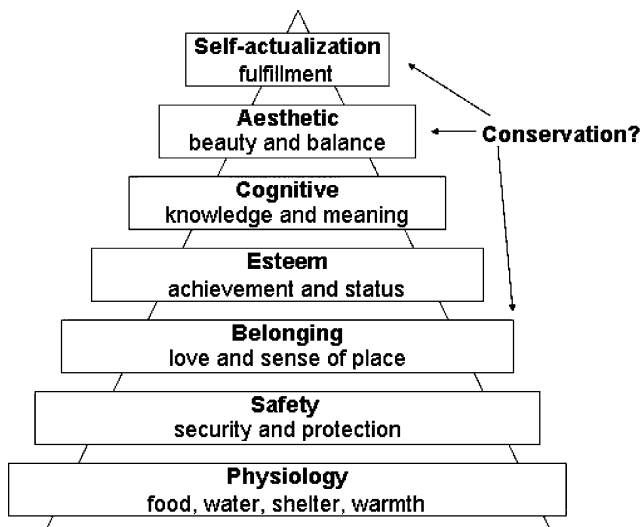 Self-actualization
fulfillment
Aesthetic
beauty and balance
Conservation?
Cognitive
knowledge and meaning
Esteem
achievement and status
Belonging
love and sense of place
Safety
security and protection
Physiology
food, water, shelter, warmth